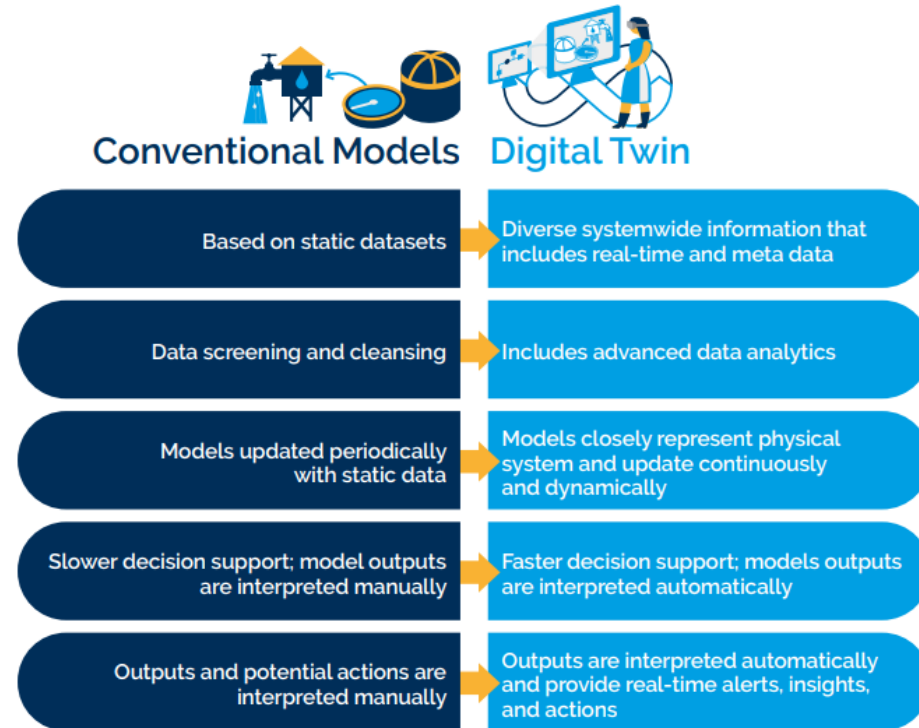 Conventional Models
Digital Twin
Based on static datasets
Diverse systemwide information that
includes real-time and meta data
Data screening and cleansing
Includes advanced data analytics
Models updated periodically
with static data
Models closely represent physical
system and update continuously
and dynamically
Slower decision support; model outputs
are interpreted manually
Faster decision support; models outputs
are interpreted automatically
Outputs and potential actions are
interpreted manually
Outputs are interpreted automatically
and provide real-time alerts, insights,
and actions